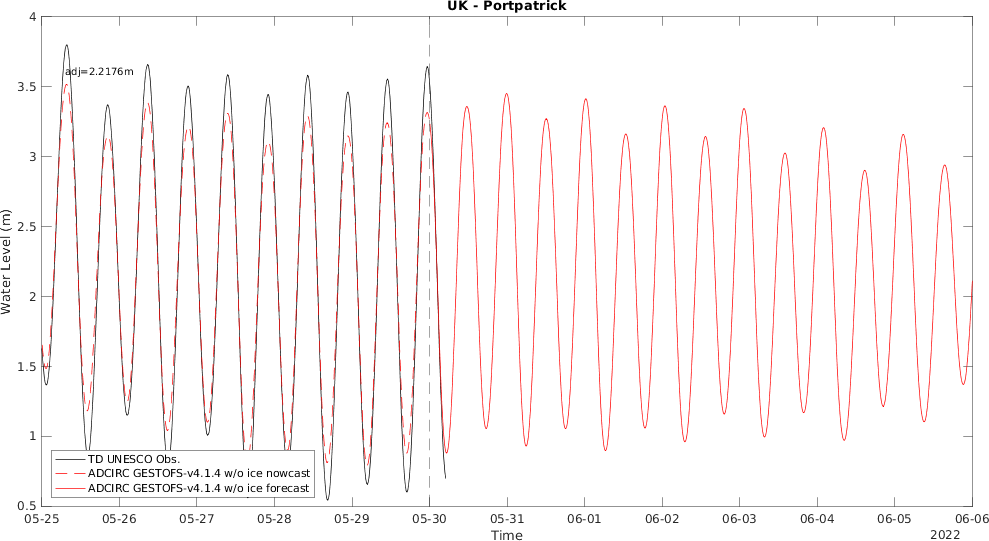 UK - Portpatrick
adj=2.2176m
4
3.5
3
2.5
2
1.5
1
0.5
Water Level (m)
TD UNESCO Obs.
ADCIRC GESTOFS-v4.1.4 w/o ice nowcast
ADCIRC GESTOFS-v4.1.4 w/o ice forecast
05-25 05-26 05-27 05-28 05-29 05-30 05-31 06-01 06-02 06-03 06-04 06-05 06-06
Time
2022